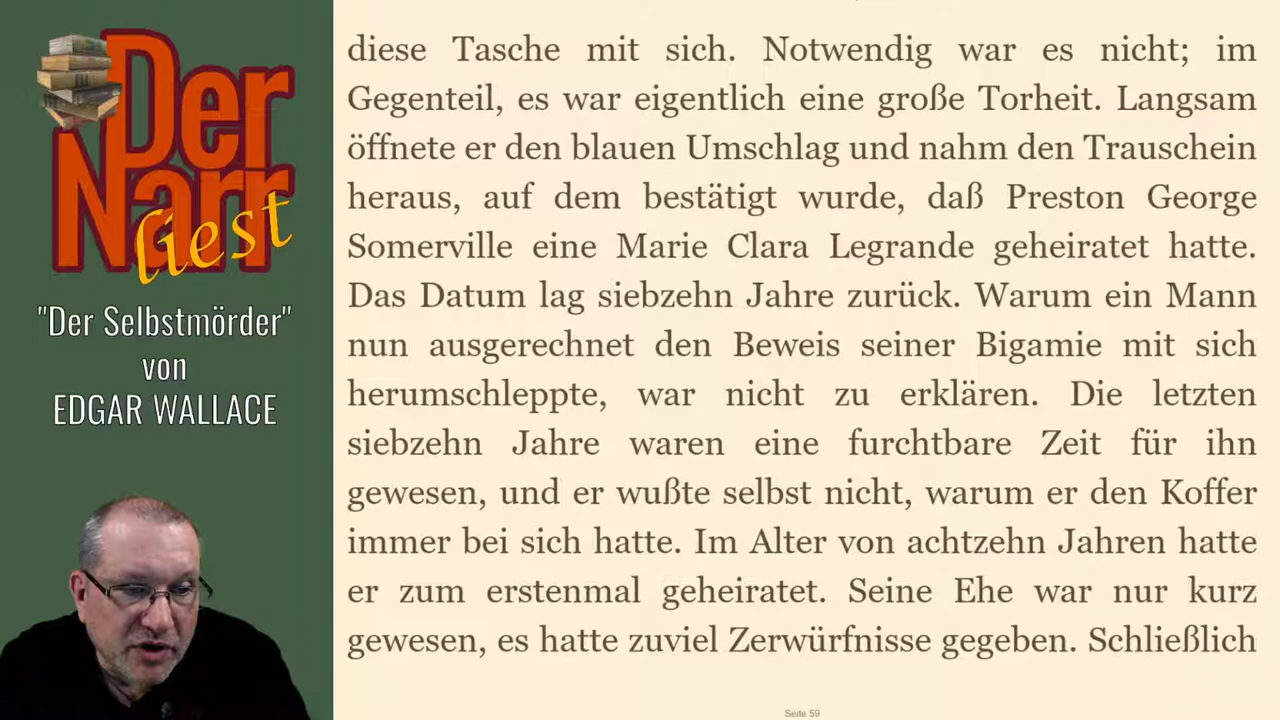 Der
Narr
liest
"Der Selbstmörder"
von
EDGAR WALLACE
diese Tasche mit sich. Notwendig war es nicht; im
Gegenteil, es war eigentlich eine große Torheit. Langsam
öffnete er den blauen Umschlag und nahm den Trauschein
heraus, auf dem bestätigt wurde, daß Preston George
Somerville eine Marie Clara Legrande geheiratet hatte.
Das Datum lag siebzehn Jahre zurück. Warum ein Mann
nun ausgerechnet den Beweis seiner Bigamie mit sich
herumschleppte, war nicht zu erklären. Die letzten
siebzehn Jahre waren eine furchtbare Zeit für ihn
gewesen, und er wußte selbst nicht, warum er den Koffer
immer bei sich hatte. Im Alter von achtzehn Jahren hatte
er zum erstenmal geheiratet. Seine Ehe war nur kurz
gewesen, es hatte zuviel Zerwürfnisse gegeben. Schließlich
Seite 59